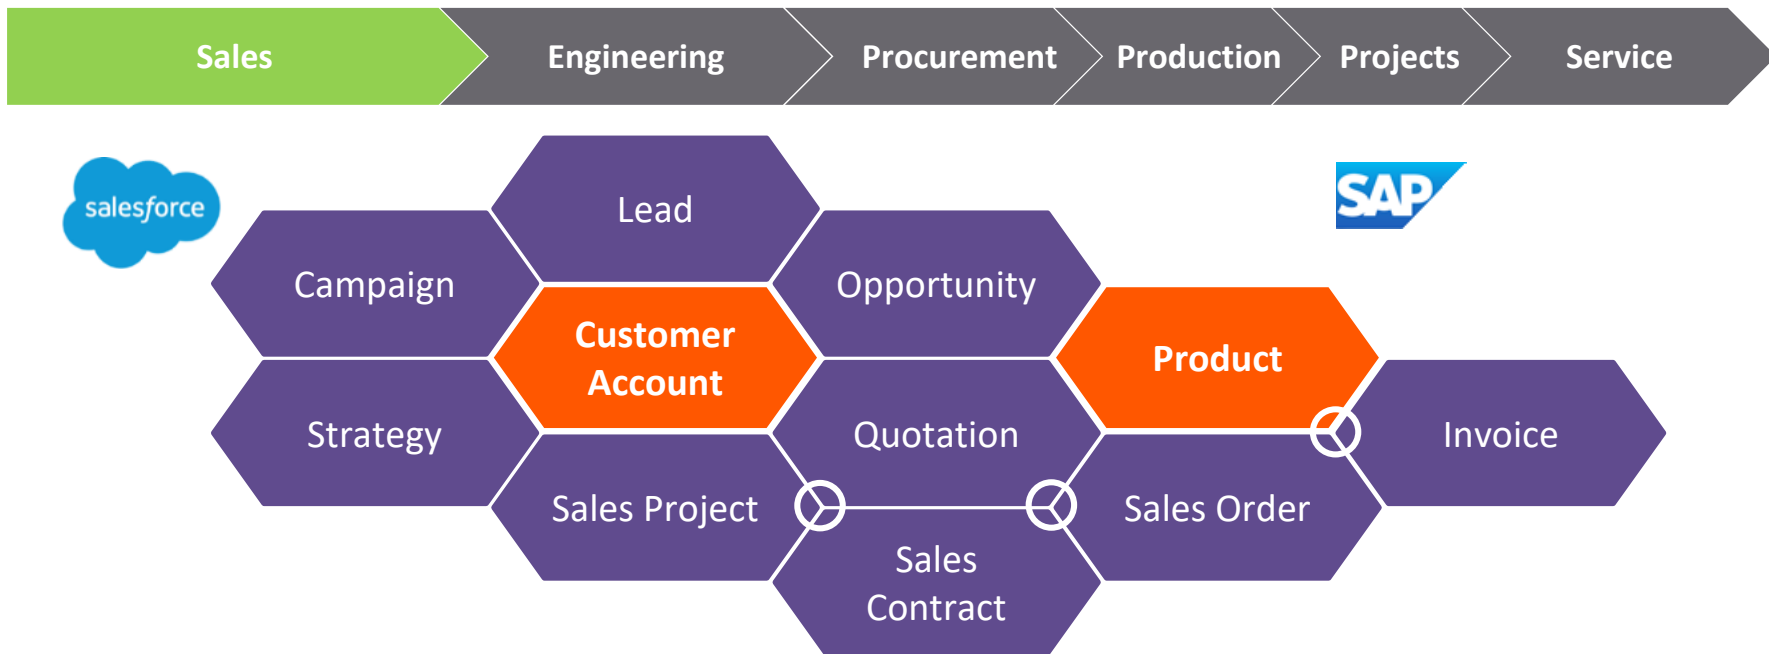 Sales
Engineering
Procurement
Production
Projects
Service
salesforce
SAP
Lead
Campaign
Opportunity
Customer
Account
Product
Strategy
Quotation
Invoice
Sales Project
Sales Order
Sales
Contract